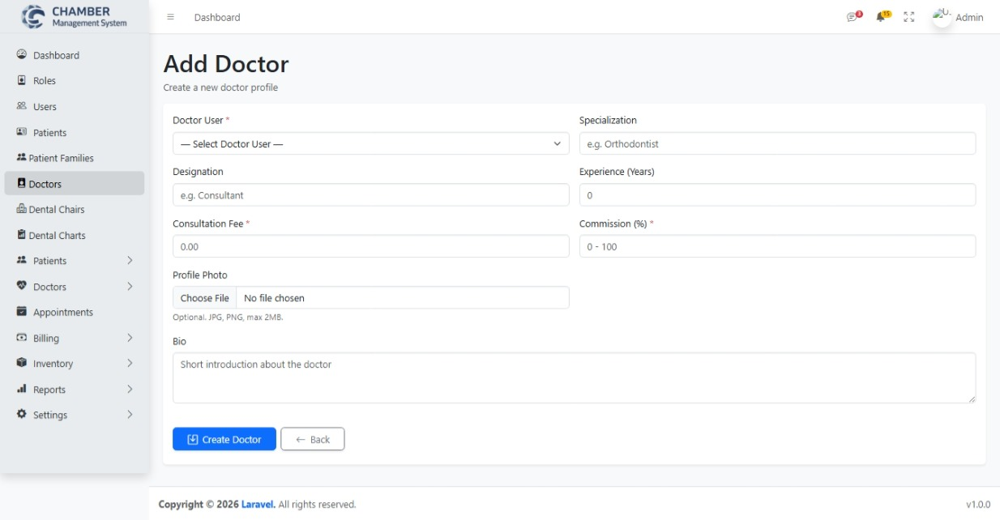 CHAMBER
Management System
Dashboard
3
15
U.
Admin
Dashboard
Roles
Users
Patients
Patient Families
Doctors
Dental Chairs
Dental Charts
Patients
Doctors
Appointments
Billing
Inventory
Reports
Settings
Add Doctor
Create a new doctor profile
Doctor User *
Specialization
— Select Doctor User —
e.g. Orthodontist
Designation
Experience (Years)
e.g. Consultant
0
Consultation Fee *
Commission (%) *
0.00
0 - 100
Profile Photo
Choose File No file chosen
Optional. JPG, PNG, max 2MB.
Bio
Short introduction about the doctor
Create Doctor
← Back
Copyright © 2026 Laravel. All rights reserved.
v1.0.0